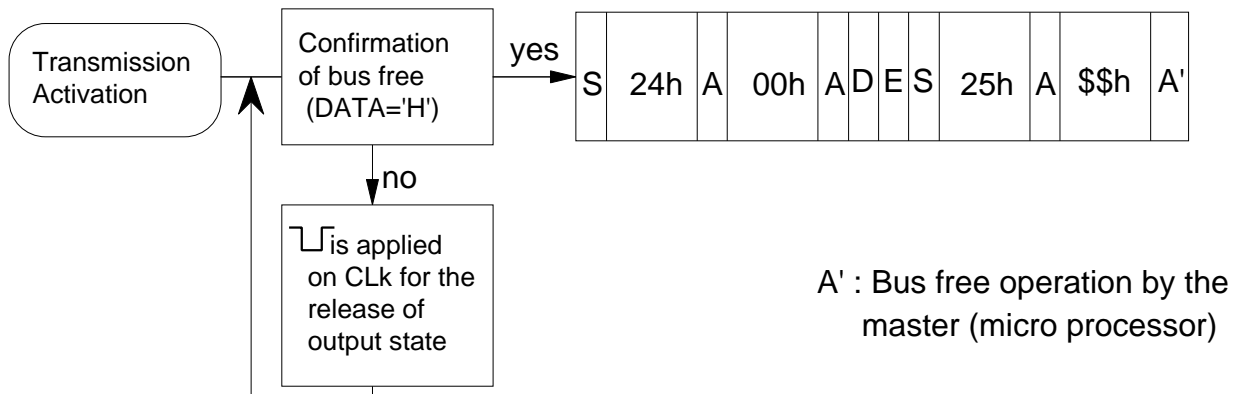 Transmission
Activation
Confirmation
of bus free
(DATA='H')
yes
S 24h A 00h A D E S 25h A $$h A'
no
is applied
on CLk for the
release of
output state
A' : Bus free operation by the
master (micro processor)